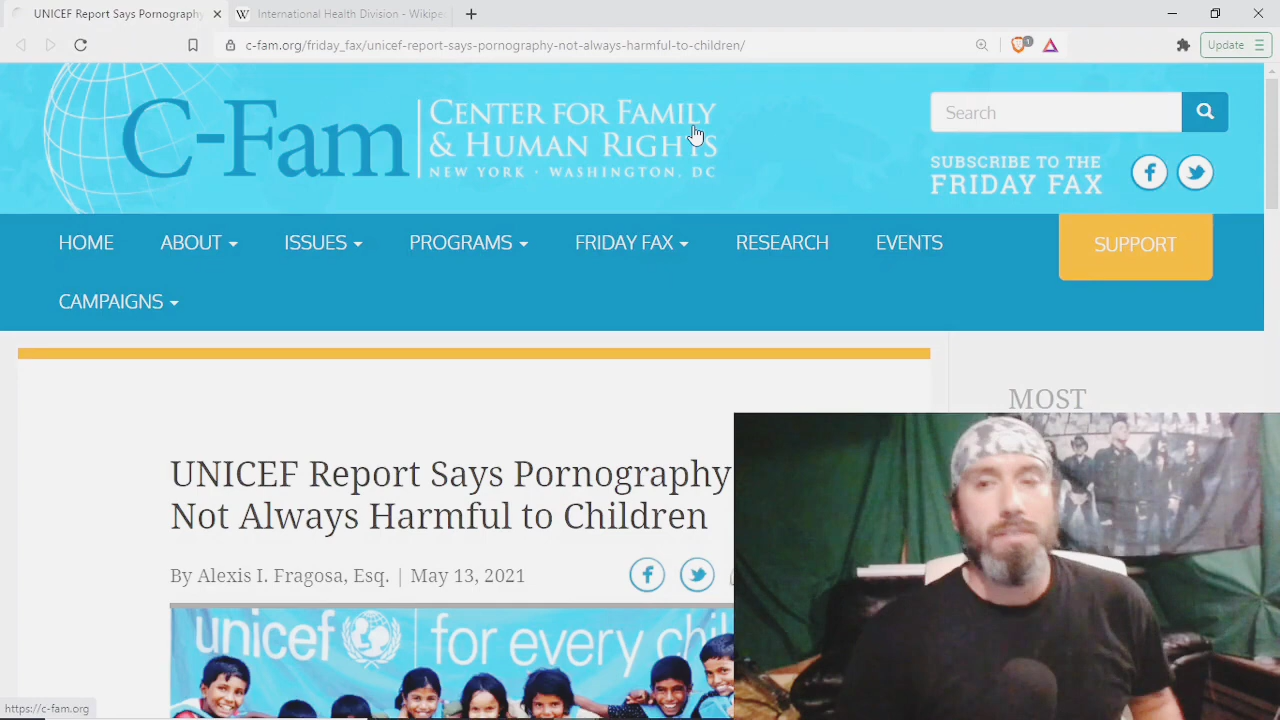 UNICEF Report Says Pornography
International Health Division - Wikipe
c-fam.org/friday_fax/unicef-report-says-pornography-not-always-harmful-to-children/
1
Update
C-Fam
CENTER FOR FAMILY
& HUMAN RIGHTS
NEW YORK · WASHINGTON, DC
Search
SUBSCRIBE TO THE
FRIDAY FAX
HOME
ABOUT
ISSUES
PROGRAMS
FRIDAY FAX
RESEARCH
EVENTS
SUPPORT
CAMPAIGNS
MOST
UNICEF Report Says Pornography
Not Always Harmful to Children
By Alexis I. Fragosa, Esq. | May 13, 2021
unicef
for every chil
https://c-fam.org